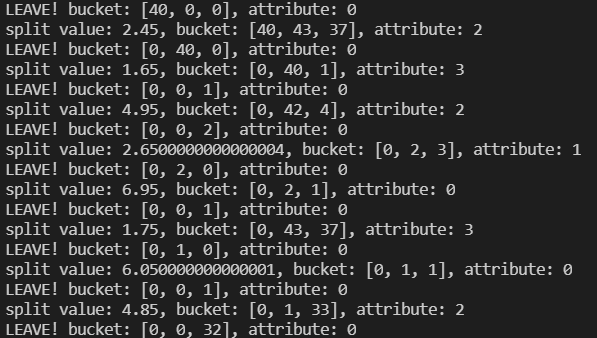 LEAVE! bucket: [40, 0, 0], attribute: 0
split value: 2.45, bucket: [40, 43, 37], attribute: 2
LEAVE! bucket: [0, 40, 0], attribute: 0
split value: 1.65, bucket: [0, 40, 1], attribute: 3
LEAVE! bucket: [0, 0, 1], attribute: 0
split value: 4.95, bucket: [0, 42, 4], attribute: 2
LEAVE! bucket: [0, 0, 2], attribute: 0
split value: 2.6500000000000004, bucket: [0, 2, 3], attribute: 1
LEAVE! bucket: [0, 2, 0], attribute: 0
split value: 6.95, bucket: [0, 2, 1], attribute: 0
LEAVE! bucket: [0, 0, 1], attribute: 0
split value: 1.75, bucket: [0, 43, 37], attribute: 3
LEAVE! bucket: [0, 1, 0], attribute: 0
split value: 6.050000000000001, bucket: [0, 1, 1], attribute: 0
LEAVE! bucket: [0, 0, 1], attribute: 0
split value: 4.85, bucket: [0, 1, 33], attribute: 2
LEAVE! bucket: [0, 0, 32], attribute: 0